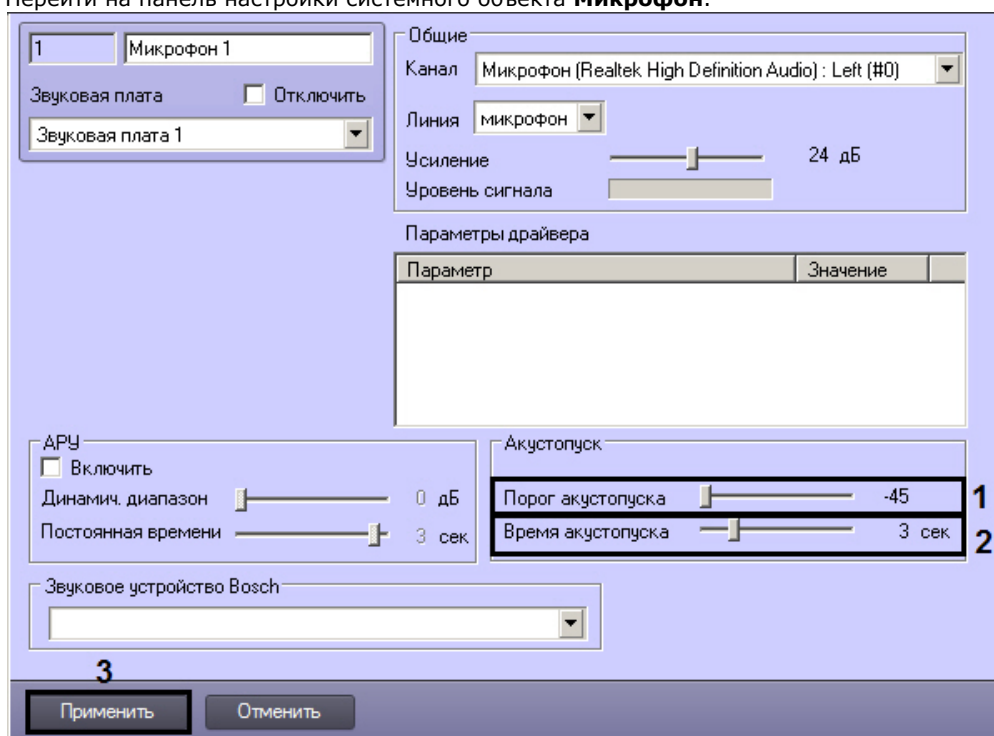 Перейти на панель настройки системного объекта Микрофон.
1 Микрофон 1
Звуковая плата Отключить
Звуковая плата 1
Общие
Канал Микрофон (Realtek High Definition Audio) : Left (#0)
Линия микрофон
Усиление 24 дБ
Уровень сигнала
Параметры драйвера
Параметр Значение
АРУ
Включить
Динамич. диапазон 0 дБ
Постоянная времени 3 сек
Акустопуск
Порог акустопуска -45 1
Время акустопуска 3 сек 2
Звуковое устройство Bosch
3
Применить Отменить